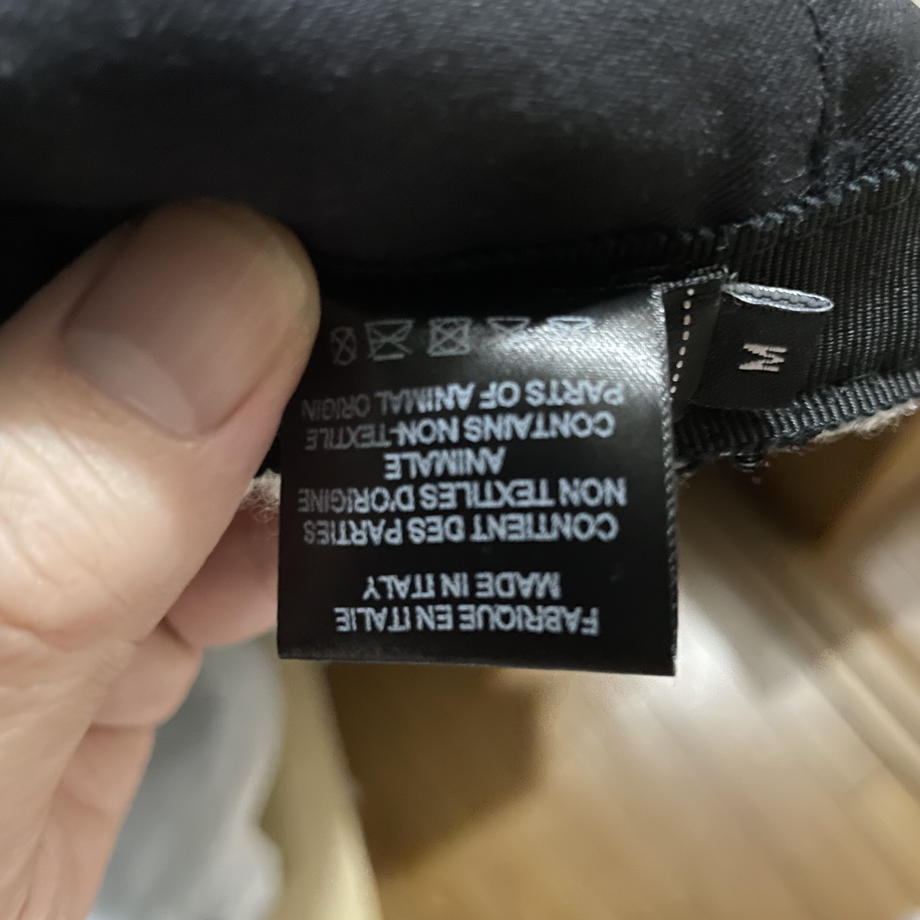 FABRIQUE EN ITALIE
MADE IN ITALY
CONTIENT DES PARTIES
NON TEXTILES D'ORIGINE
ANIMALE
CONTAINS NON-TEXTILE
PARTS OF ANIMAL ORIGIN
M